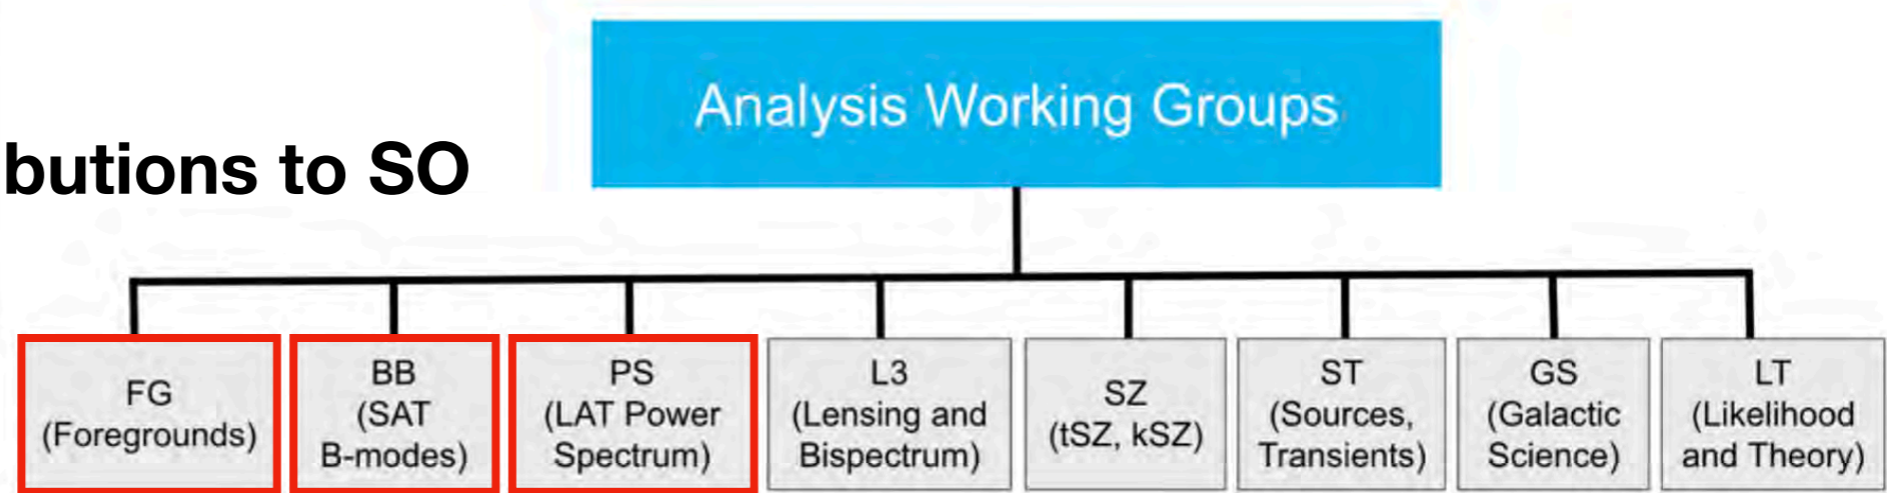 Analysis Working Groups
butions to SO
FG
(Foregrounds)
BB
(SAT
B-modes)
PS
(LAT Power
Spectrum)
L3
(Lensing and
Bispectrum)
SZ
(tSZ, kSZ)
ST
(Sources,
Transients)
GS
(Galactic
Science)
LT
(Likelihood
and Theory)